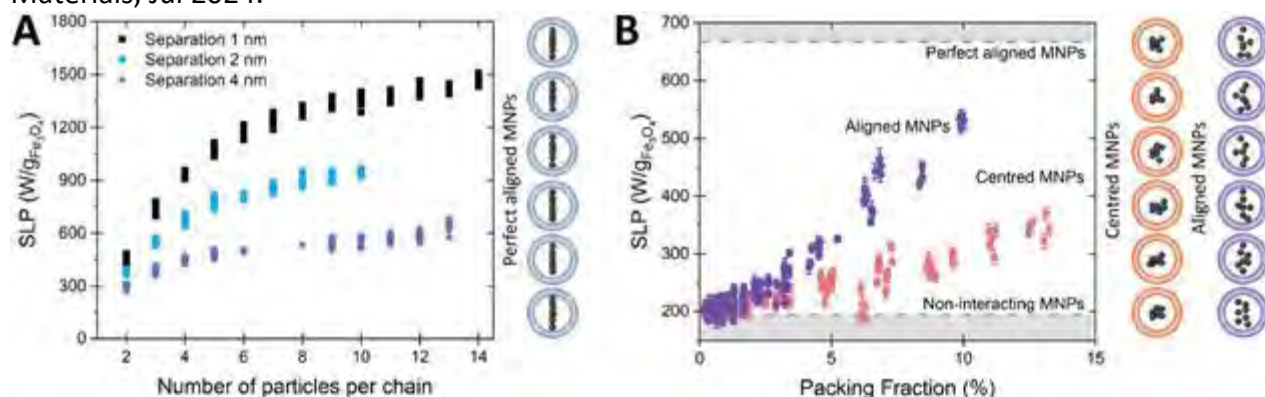 Materials, Jul 2024.
A
1800
1500
1200
900
600
300
0
SLP (W/gFe₃O₄)
Separation 1 nm
Separation 2 nm
Separation 4 nm
2 4 6 8 10 12 14
Number of particles per chain
Perfect aligned MNPs
B
700
600
500
400
300
200
SLP (W/gFe₃O₄)
Perfect aligned MNPs
Aligned MNPs
Centred MNPs
Non-interacting MNPs
0 5 10 15
Packing Fraction (%)
Centred MNPs
Aligned MNPs